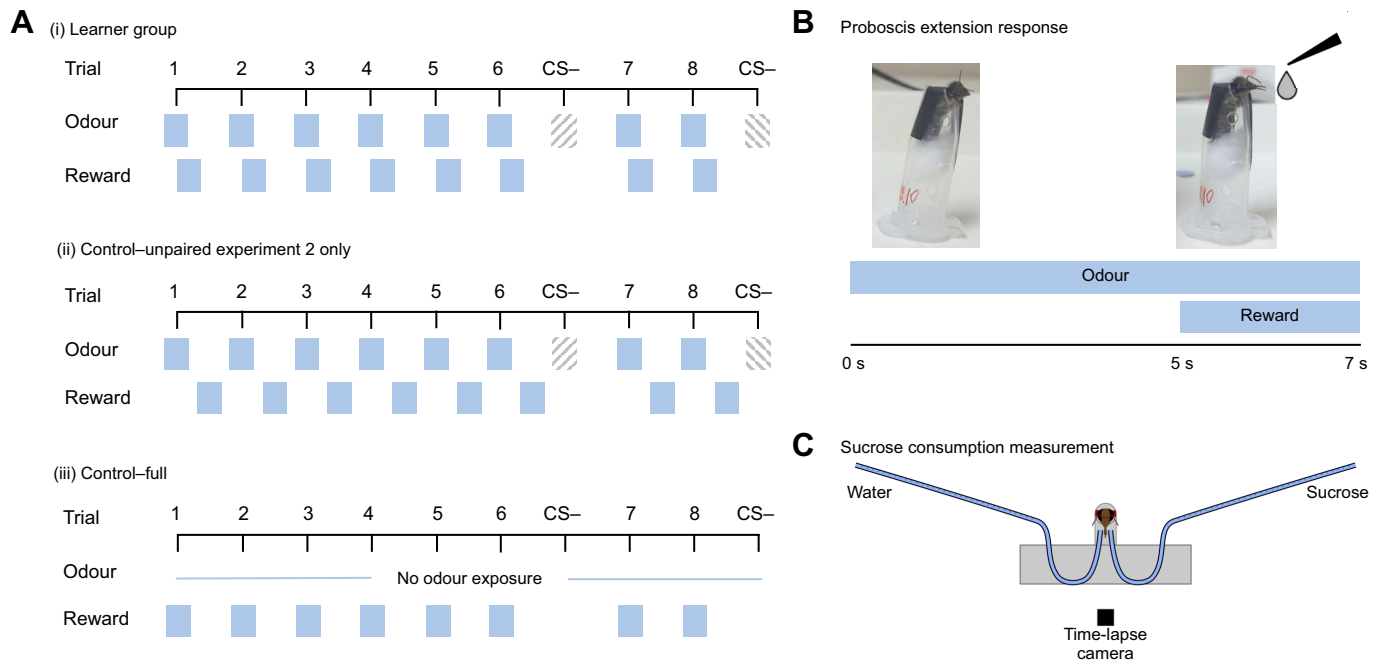 A
(i) Learner group
Trial 1 2 3 4 5 6 CS– 7 8 CS–
Odour
Reward
(ii) Control–unpaired experiment 2 only
Trial 1 2 3 4 5 6 CS– 7 8 CS–
Odour
Reward
(iii) Control–full
Trial 1 2 3 4 5 6 CS– 7 8 CS–
Odour No odour exposure
Reward
B
Proboscis extension response
Odour
Reward
0 s 5 s 7 s
C
Sucrose consumption measurement
Water Sucrose
Time-lapse
camera